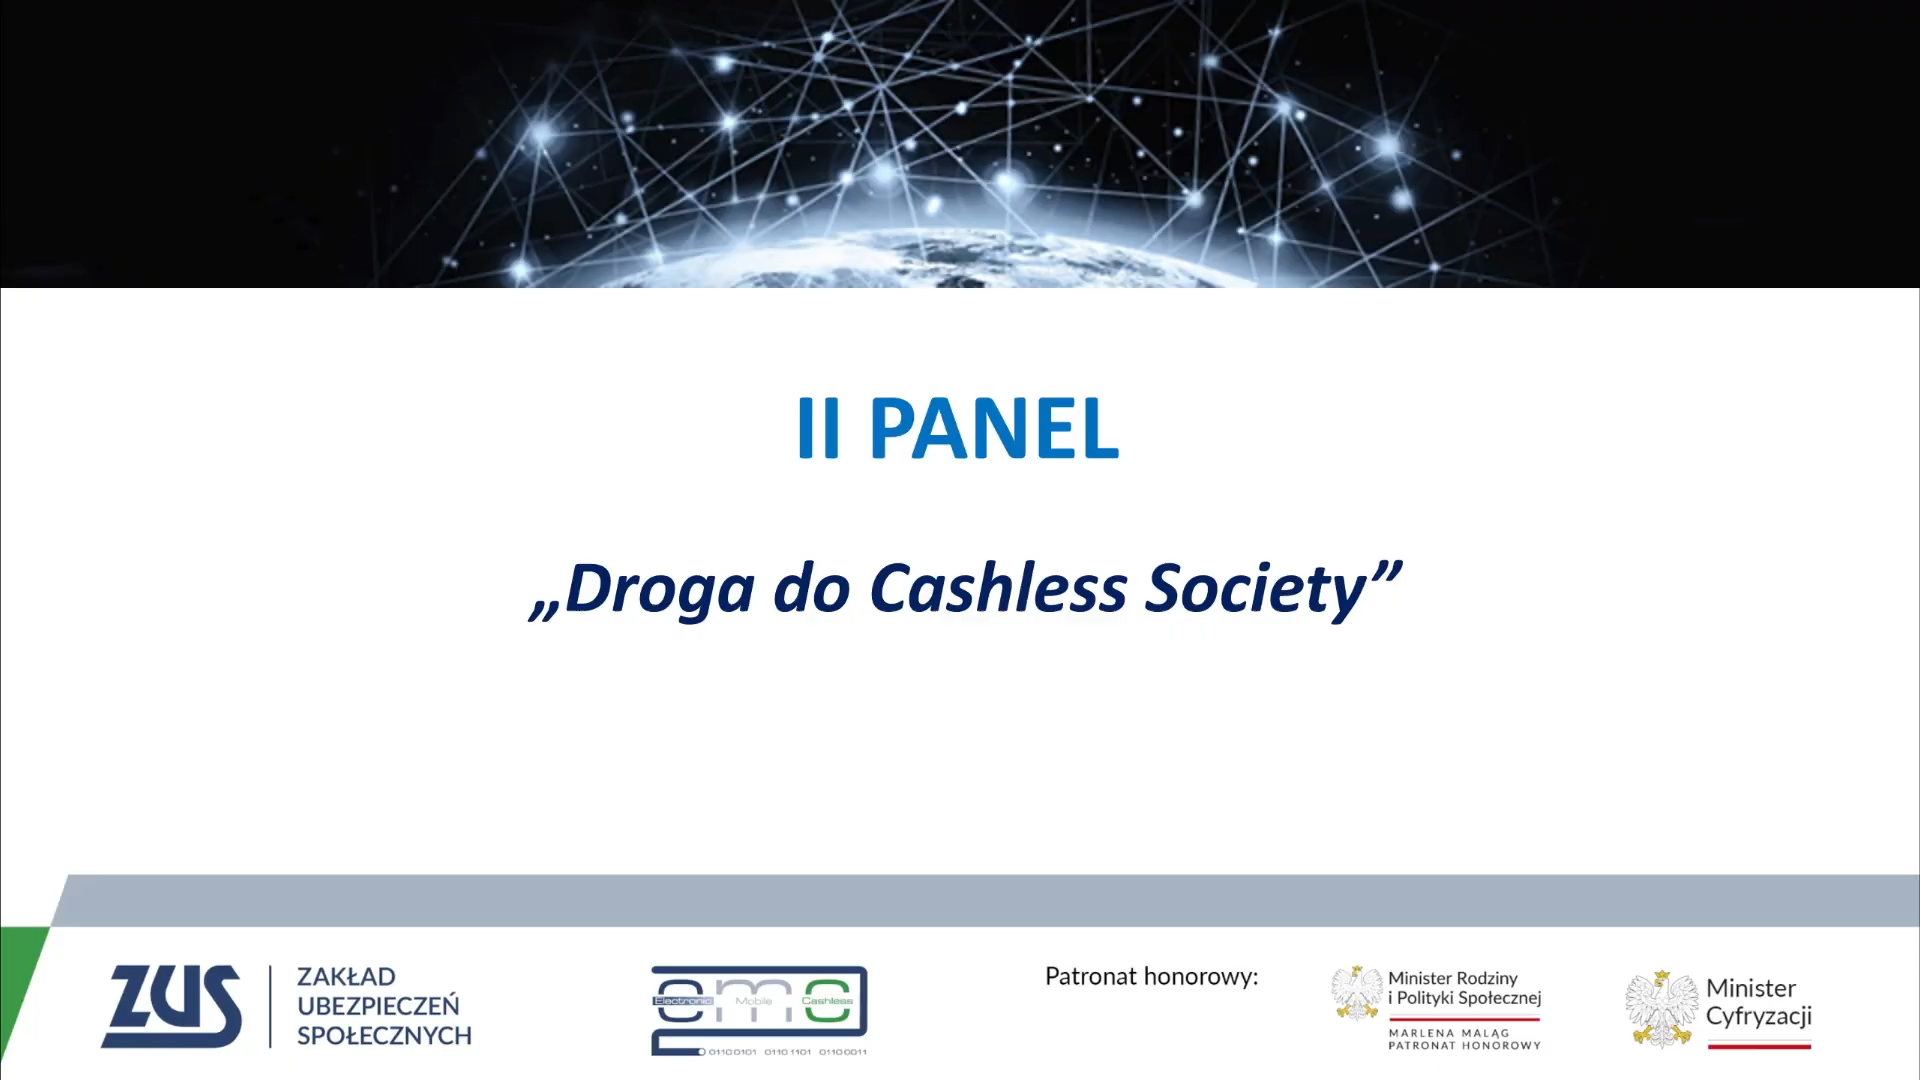 II PANEL
„Droga do Cashless Society”
ZUS
ZAKŁAD
UBEZPIECZEŃ
SPOŁECZNYCH
emc
Electronic Mobile Cashless
01100101 01101101 01100011
Patronat honorowy:
Minister Rodziny
i Polityki Społecznej
MARLENA MALĄG
PATRONAT HONOROWY
Minister
Cyfryzacji